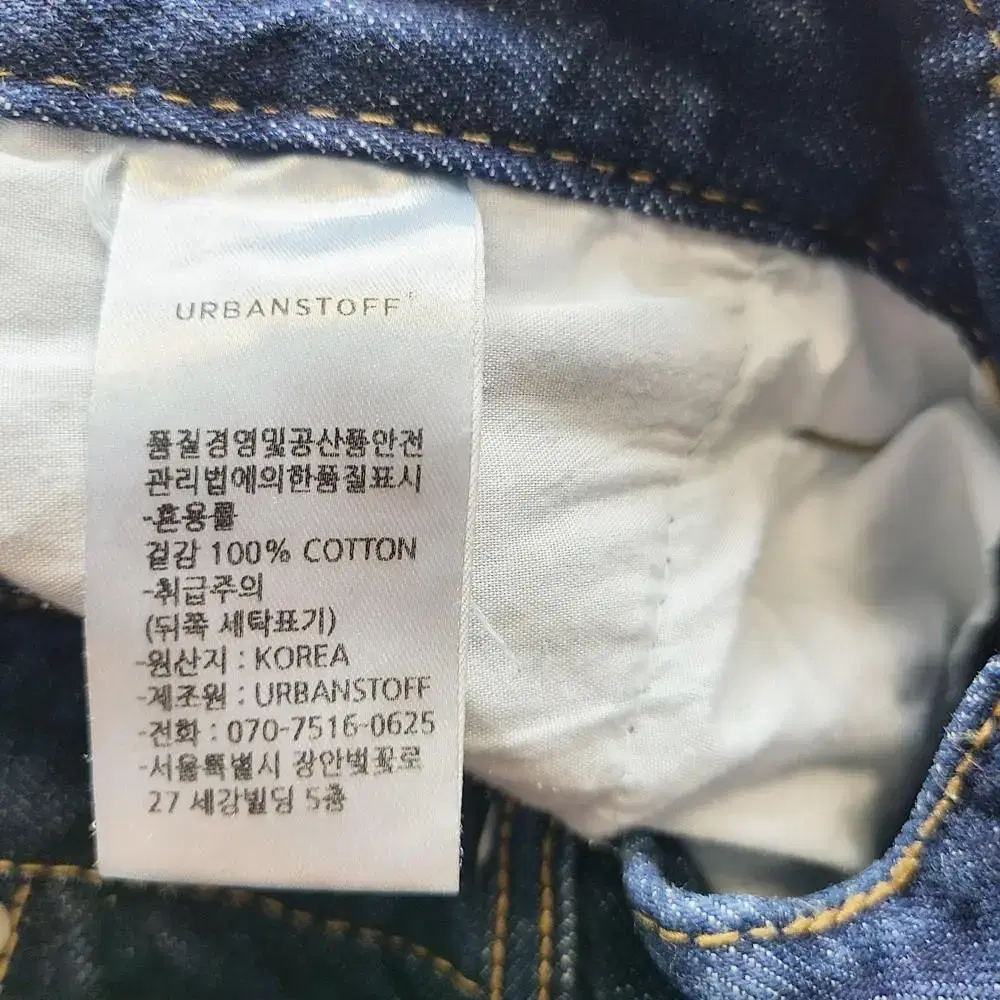 URBANSTOFF
품질경영및공산품안전
관리법에의한품질표시
-혼용률
겉감 100% COTTON
-취급주의
(뒤쪽 세탁표기)
-원산지 : KOREA
-제조원 : URBANSTOFF
-전화 : 070-7516-0625
-서울특별시 장안벚꽃로
27 세강빌딩 5층